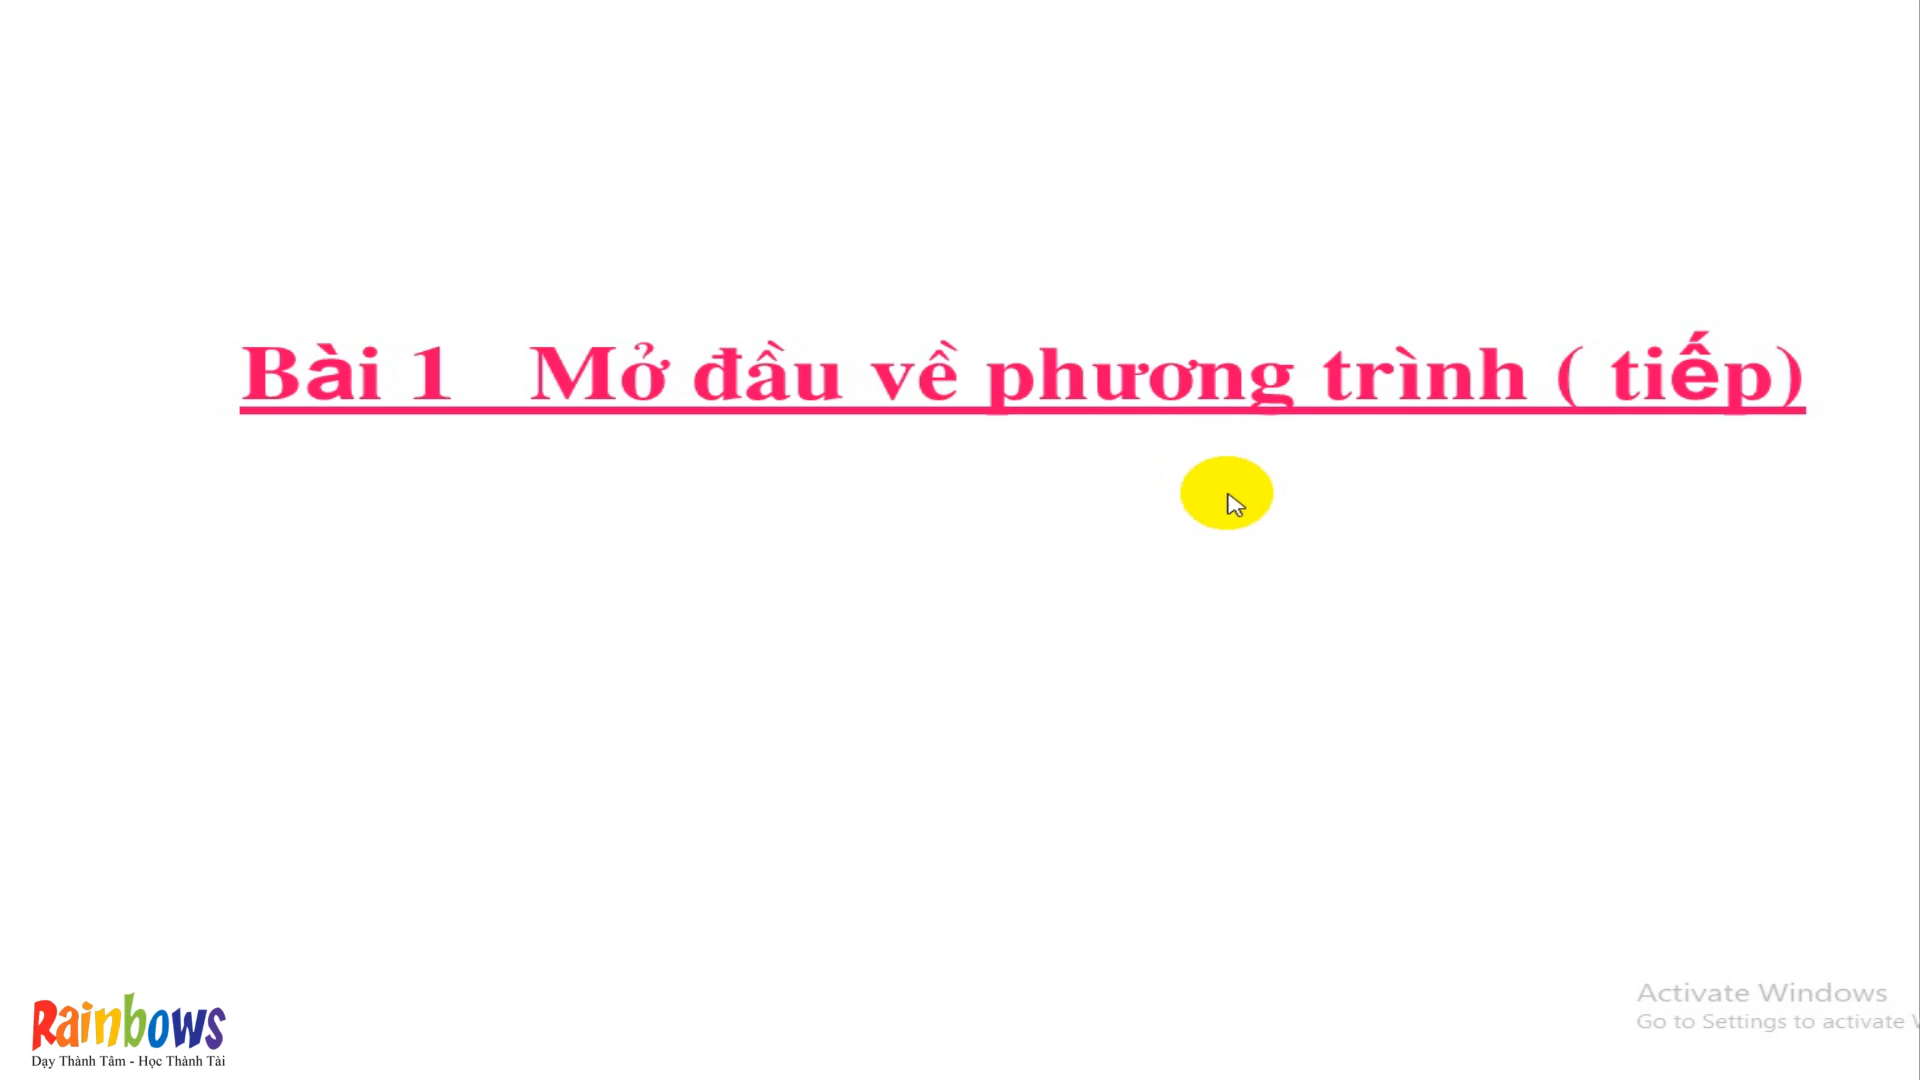 Bài 1 Mở đầu về phương trình ( tiếp)
Rainbows
Dạy Thành Tâm - Học Thành Tài
Activate Windows
Go to Settings to activate